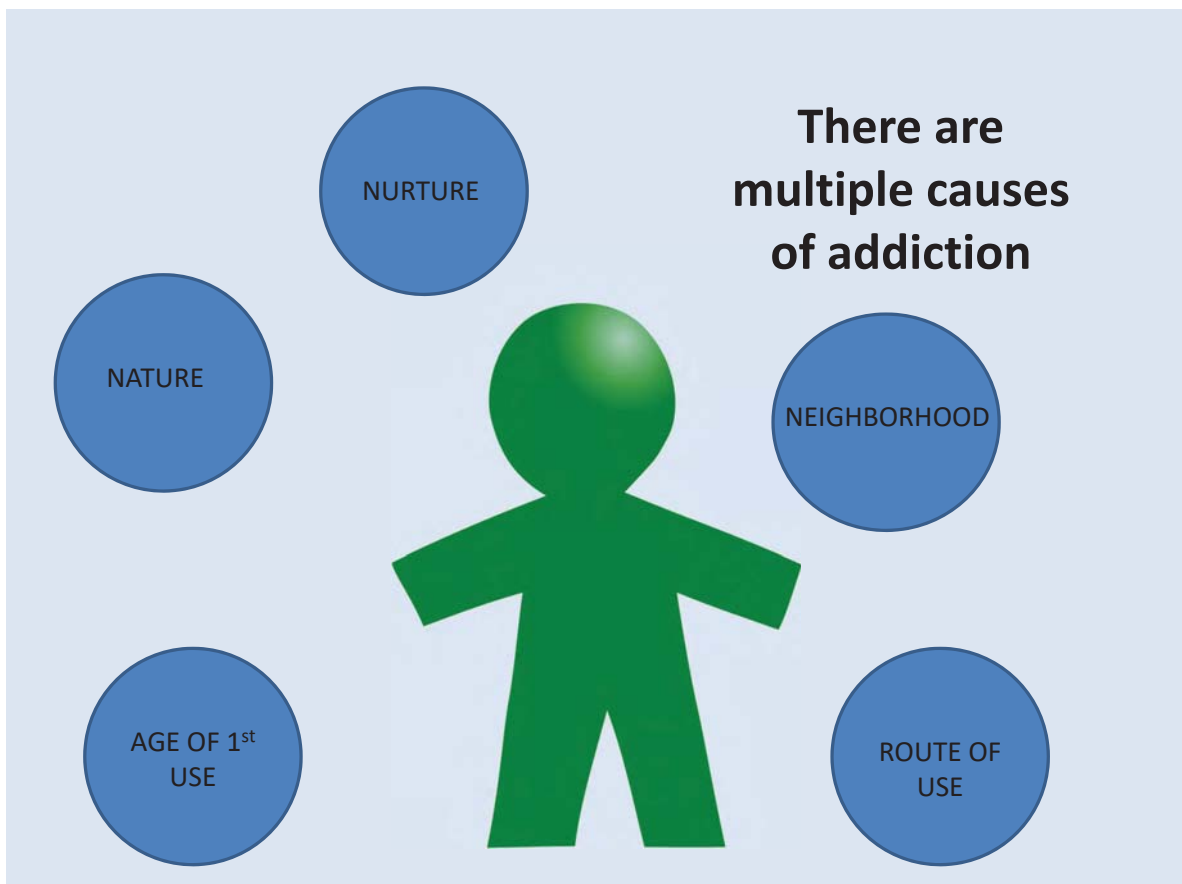 There are
multiple causes
of addiction
NURTURE
NATURE
NEIGHBORHOOD
AGE OF 1st
USE
ROUTE OF
USE